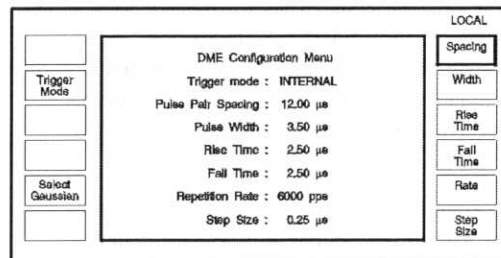 LOCAL
DME Configuration Menu
Trigger mode : INTERNAL
Pulse Pair Spacing : 12.00 µs
Pulse Width : 3.50 µs
Rise Time : 2.50 µs
Fall Time : 2.50 µs
Repetition Rate : 6000 pps
Step Size : 0.25 µs
Trigger
Mode
Select
Gaussian
Spacing
Width
Rise
Time
Fall
Time
Rate
Step
Size